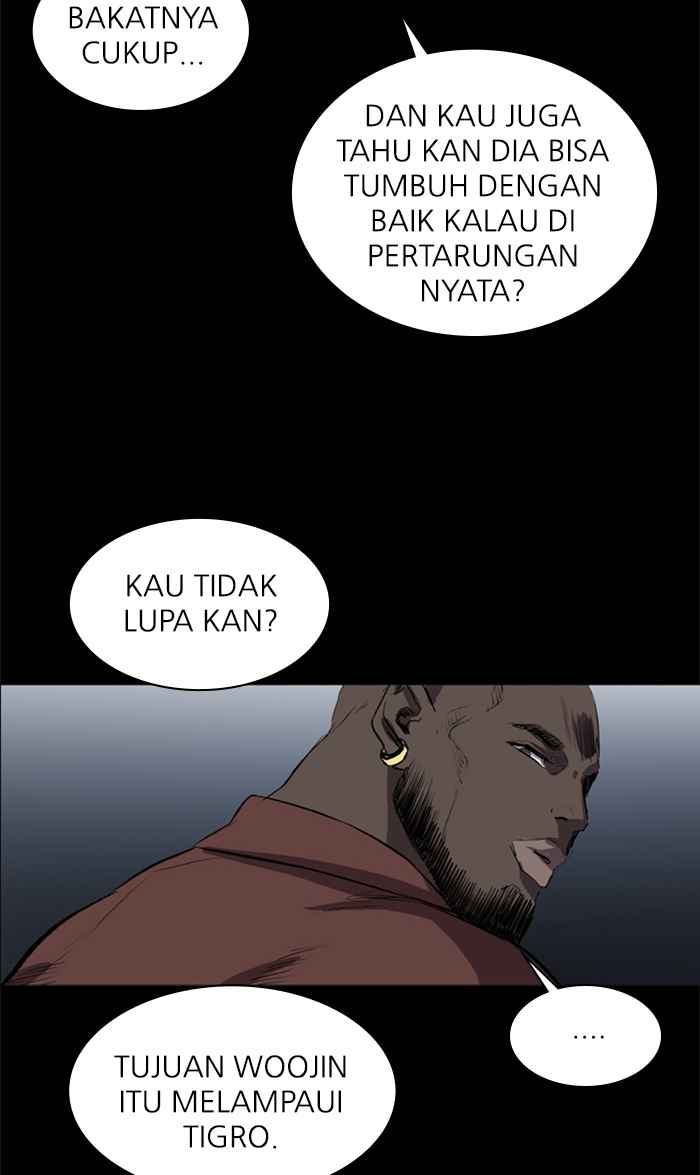 BAKATNYA
CUKUP...
DAN KAU JUGA
TAHU KAN DIA BISA
TUMBUH DENGAN
BAIK KALAU DI
PERTARUNGAN
NYATA?
KAU TIDAK
LUPA KAN?
....
TUJUAN WOOJIN
ITU MELAMPAUI
TIGRO.